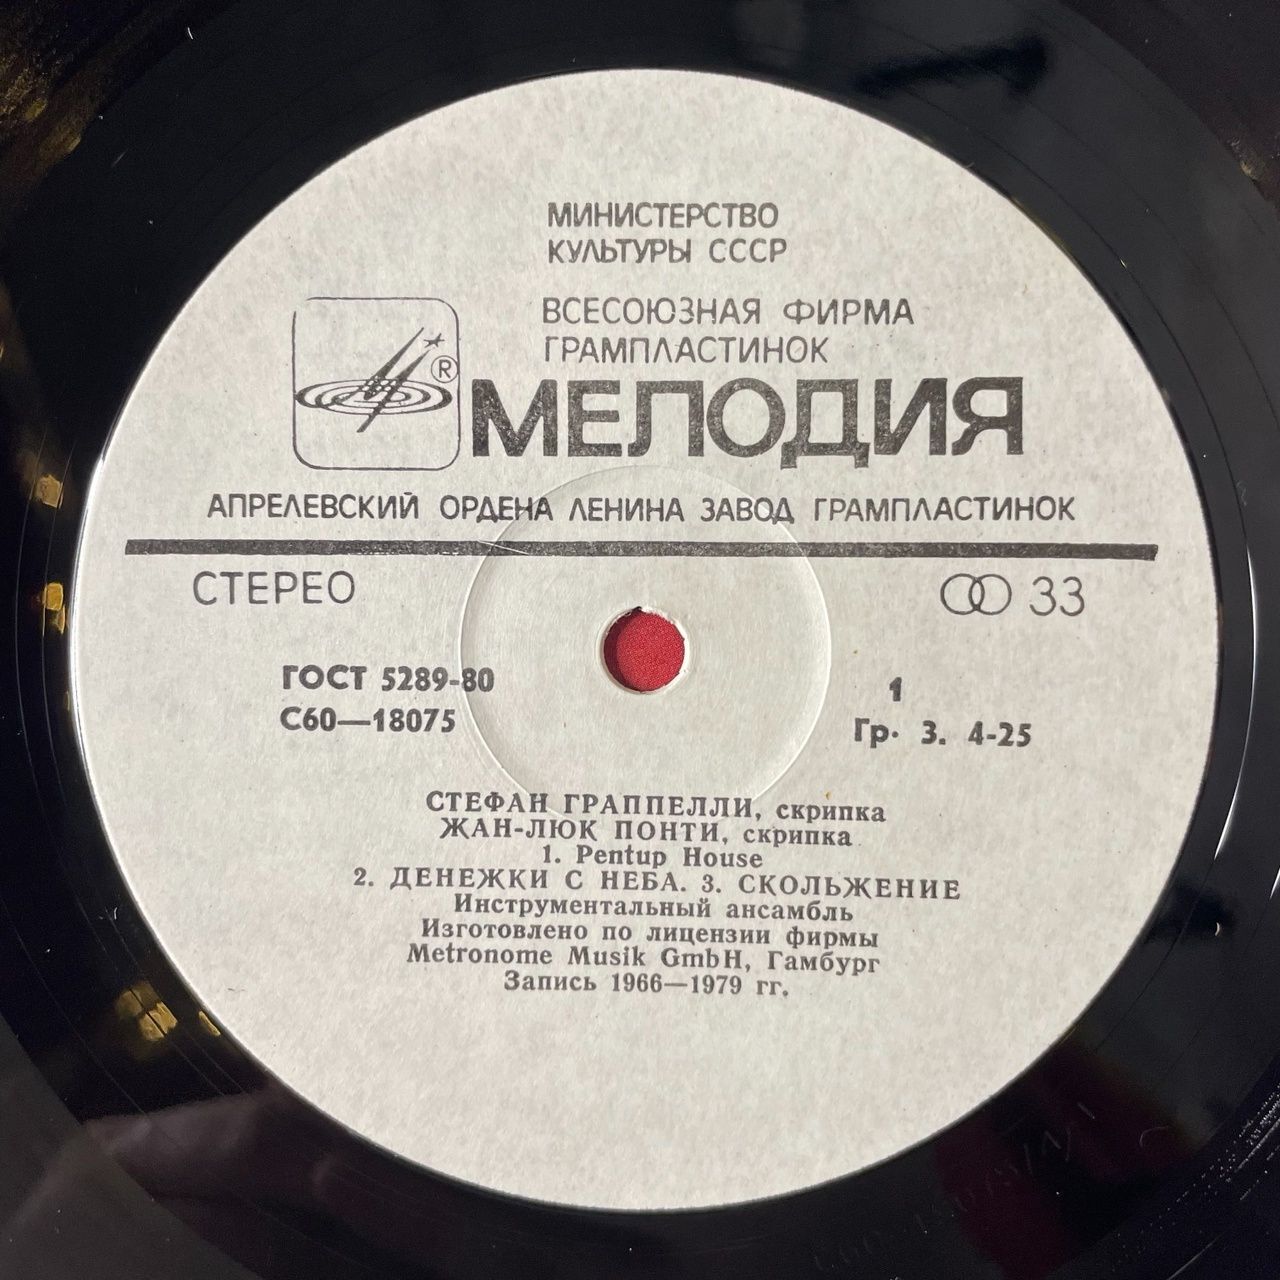 МИНИСТЕРСТВО
КУЛЬТУРЫ СССР
ВСЕСОЮЗНАЯ ФИРМА
ГРАМПЛАСТИНОК
®
МЕЛОДИЯ
АПРЕЛЕВСКИЙ ОРДЕНА ЛЕНИНА ЗАВОД ГРАМПЛАСТИНОК
СТЕРЕО
33
ГОСТ 5289-80
С60—18075
1
Гр. 3. 4-25
СТЕФАН ГРАППЕЛЛИ, скрипка
ЖАН-ЛЮК ПОНТИ, скрипка
1. Pentup House
2. ДЕНЕЖКИ С НЕБА. 3. СКОЛЬЖЕНИЕ
Инструментальный ансамбль
Изготовлено по лицензии фирмы
Metronome Musik GmbH, Гамбург
Запись 1966—1979 гг.